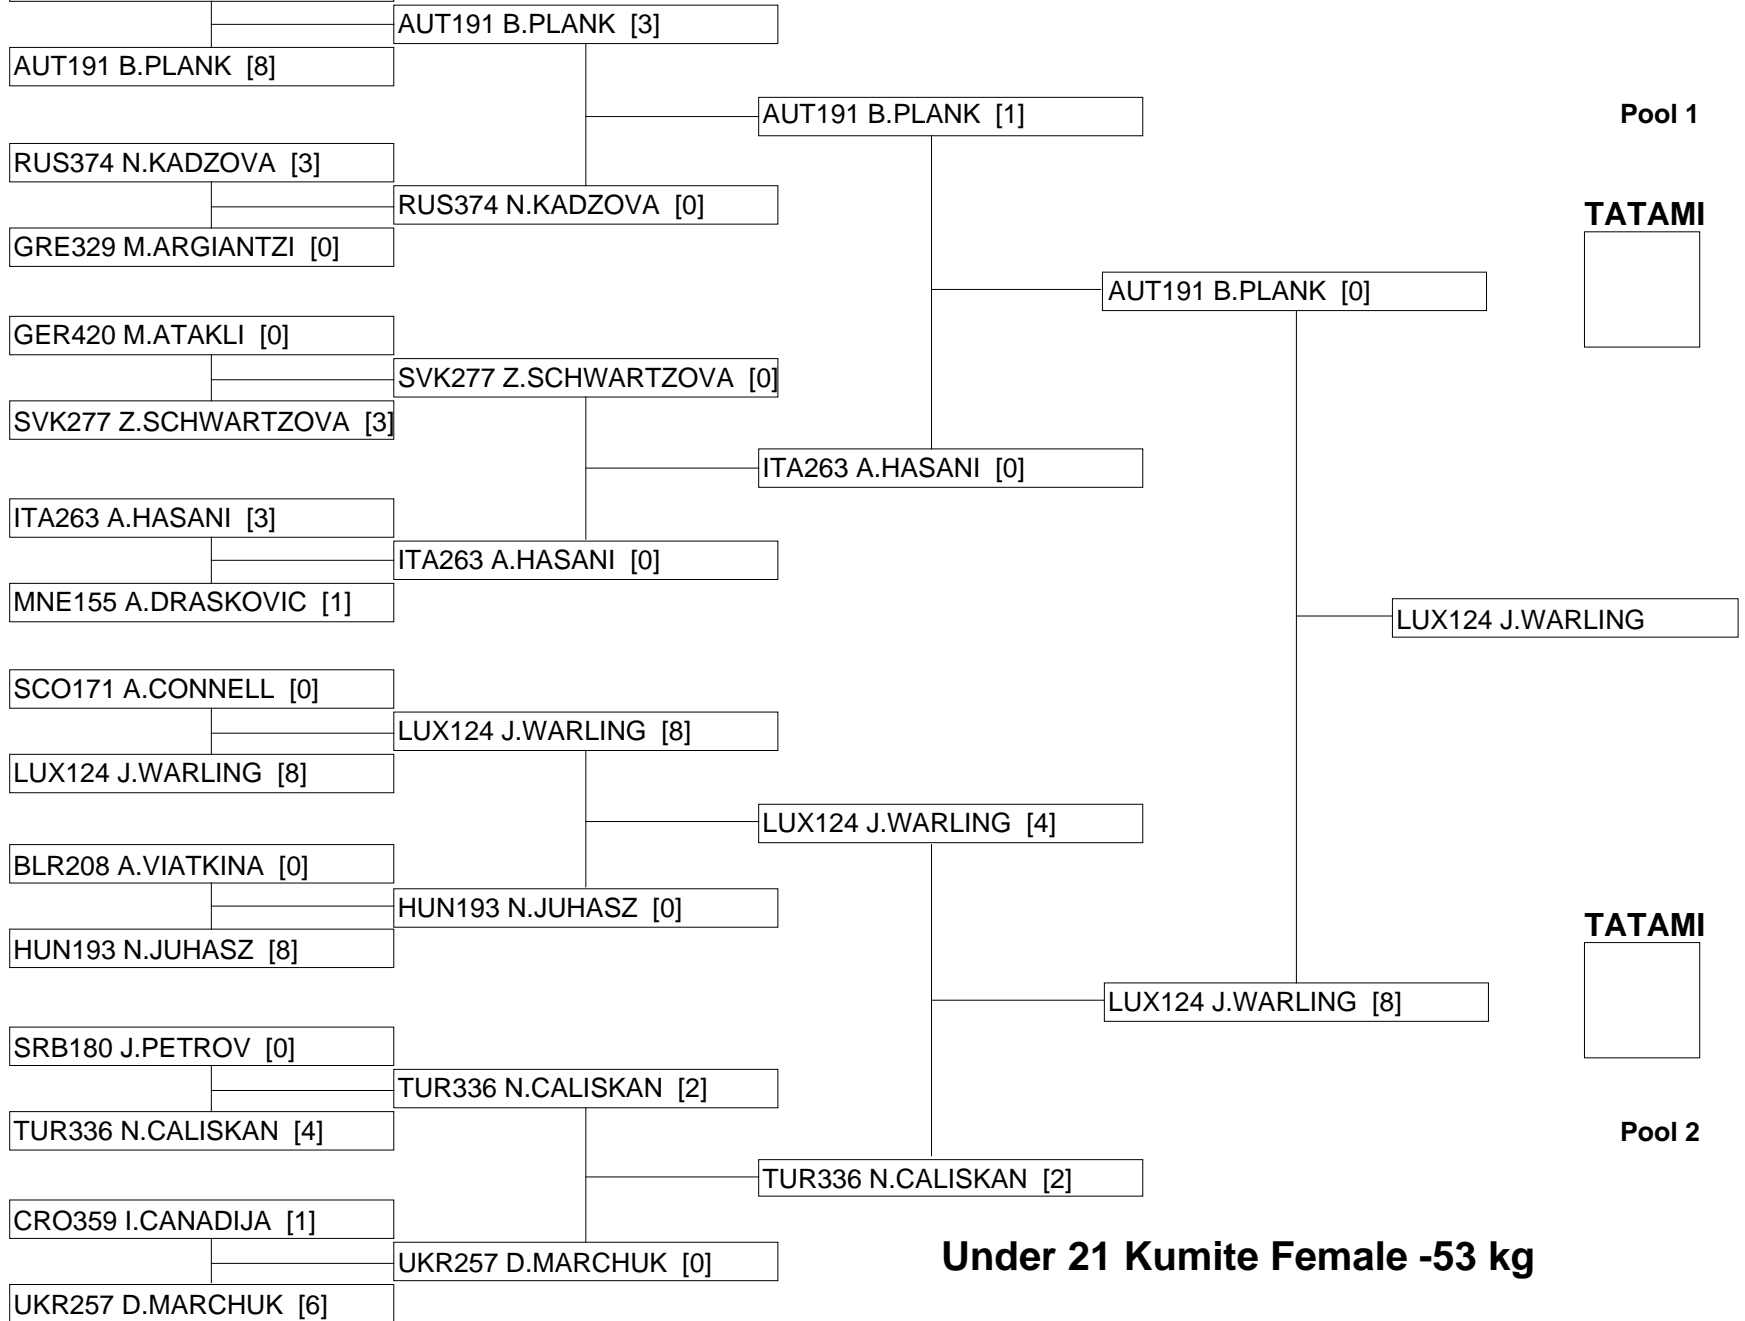 AUT191 B.PLANK [8]
RUS374 N.KADZOVA [3]
GRE329 M.ARGIANTZI [0]
GER420 M.ATAKLI [0]
SVK277 Z.SCHWARTZOVA [3]
ITA263 A.HASANI [3]
MNE155 A.DRASKOVIC [1]
SCO171 A.CONNELL [0]
LUX124 J.WARLING [8]
BLR208 A.VIATKINA [0]
HUN193 N.JUHASZ [8]
SRB180 J.PETROV [0]
TUR336 N.CALISKAN [4]
CRO359 I.CANADIJA [1]
UKR257 D.MARCHUK [6]
AUT191 B.PLANK [3]
RUS374 N.KADZOVA [0]
SVK277 Z.SCHWARTZOVA [0]
ITA263 A.HASANI [0]
LUX124 J.WARLING [8]
HUN193 N.JUHASZ [0]
TUR336 N.CALISKAN [2]
UKR257 D.MARCHUK [0]
AUT191 B.PLANK [1]
ITA263 A.HASANI [0]
LUX124 J.WARLING [4]
TUR336 N.CALISKAN [2]
AUT191 B.PLANK [0]
LUX124 J.WARLING [8]
LUX124 J.WARLING
Pool 1
TATAMI
TATAMI
Pool 2
Under 21 Kumite Female -53 kg